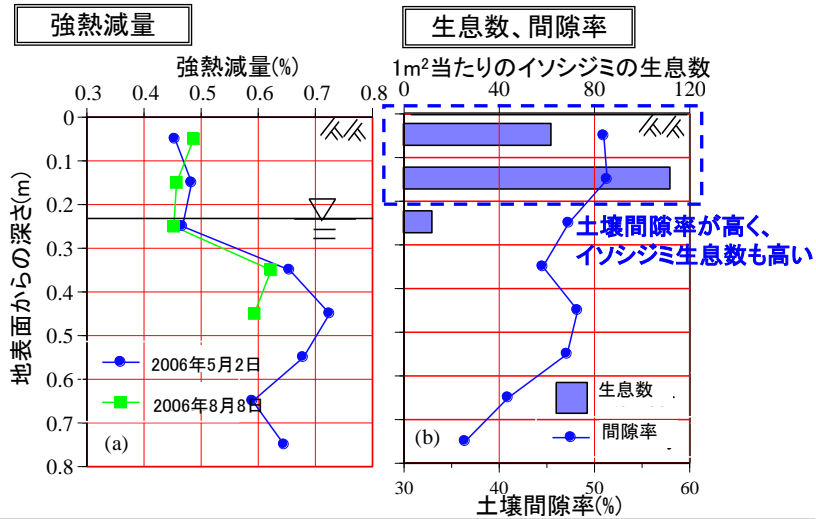 強熱減量
強熱減量(%)
0.3 0.4 0.5 0.6 0.7 0.8
地表面からの深さ(m)
0
0.1
0.2
0.3
0.4
0.5
0.6
0.7
0.8
2006年5月2日
2006年8月8日
(a)
生息数、間隙率
1m²当たりのイソシジミの生息数
0 40 80 120
土壌間隙率が高く、
イソシジミ生息数も高い
生息数
間隙率
(b)
30 40 50 60
土壌間隙率(%)